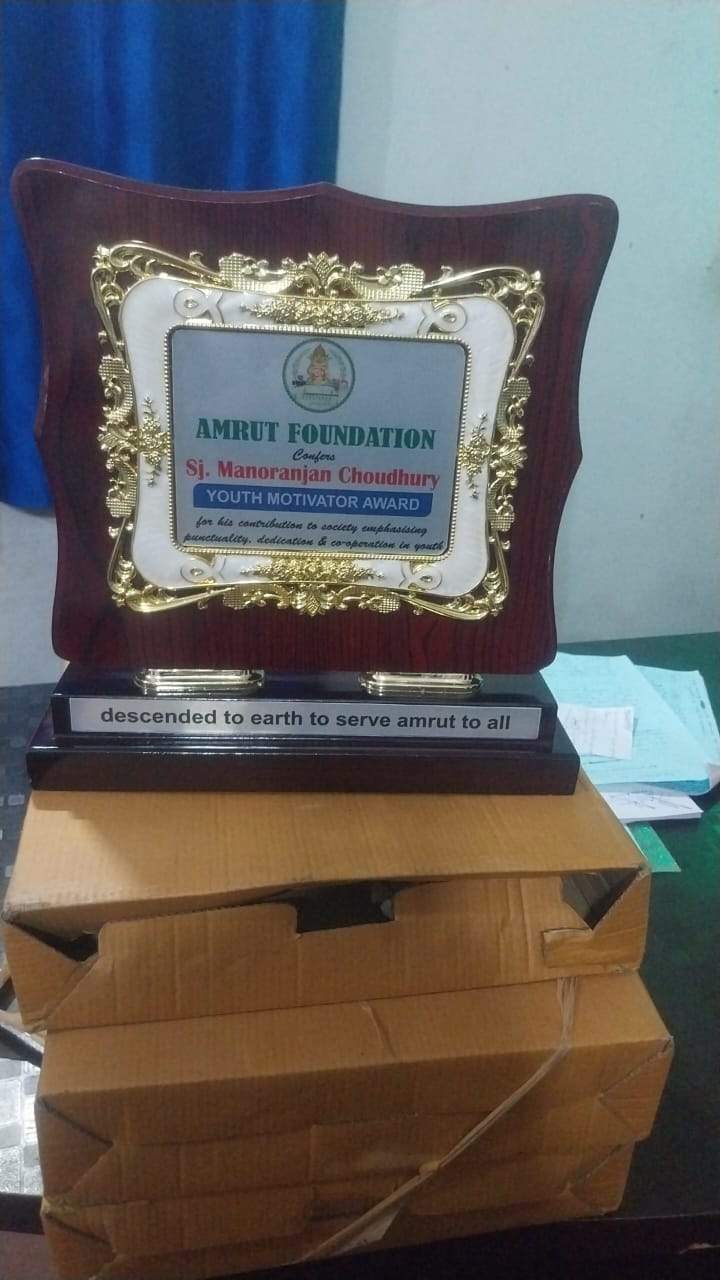 AMRUT FOUNDATION
Confers
Sj. Manoranjan Choudhury
YOUTH MOTIVATOR AWARD
for his contribution to society emphasising
punctuality, dedication & co-operation in youth
descended to earth to serve amrut to all